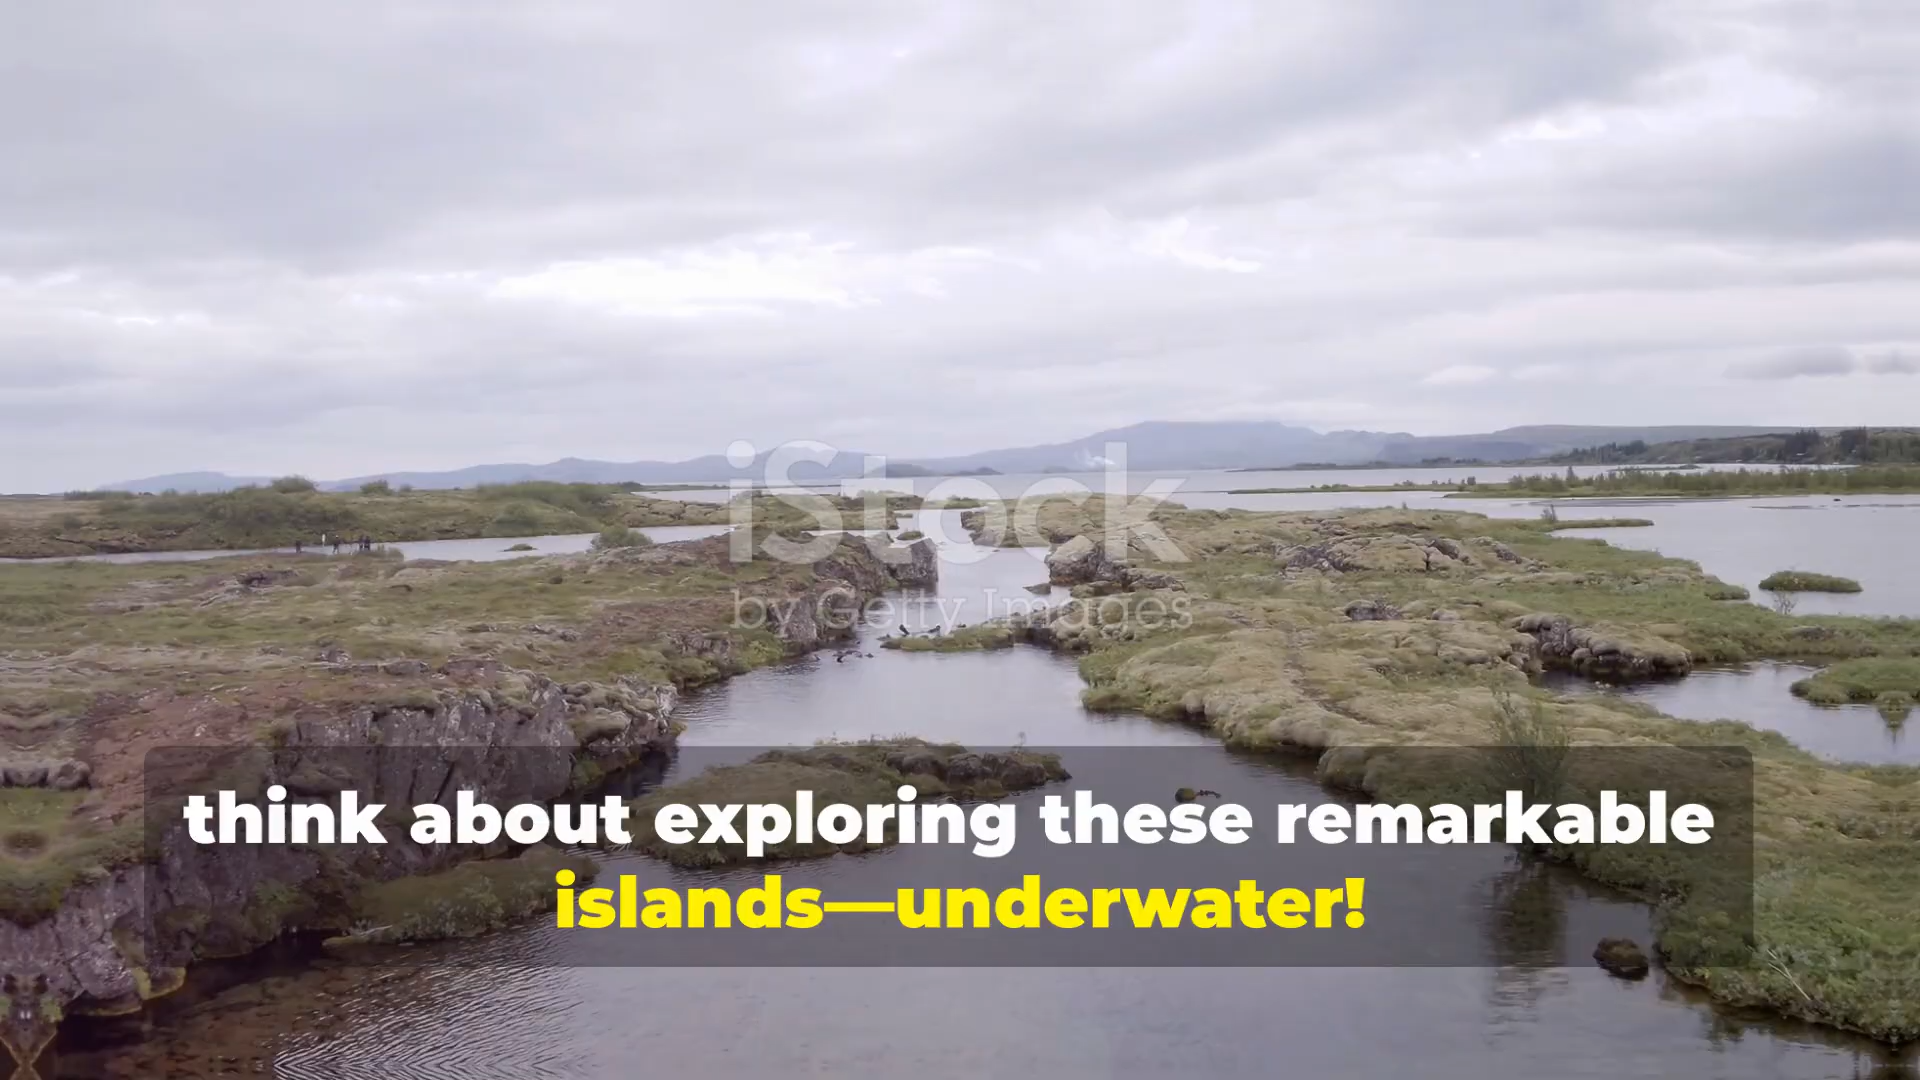 iStock
by Getty Images
think about exploring these remarkable
islands—underwater!